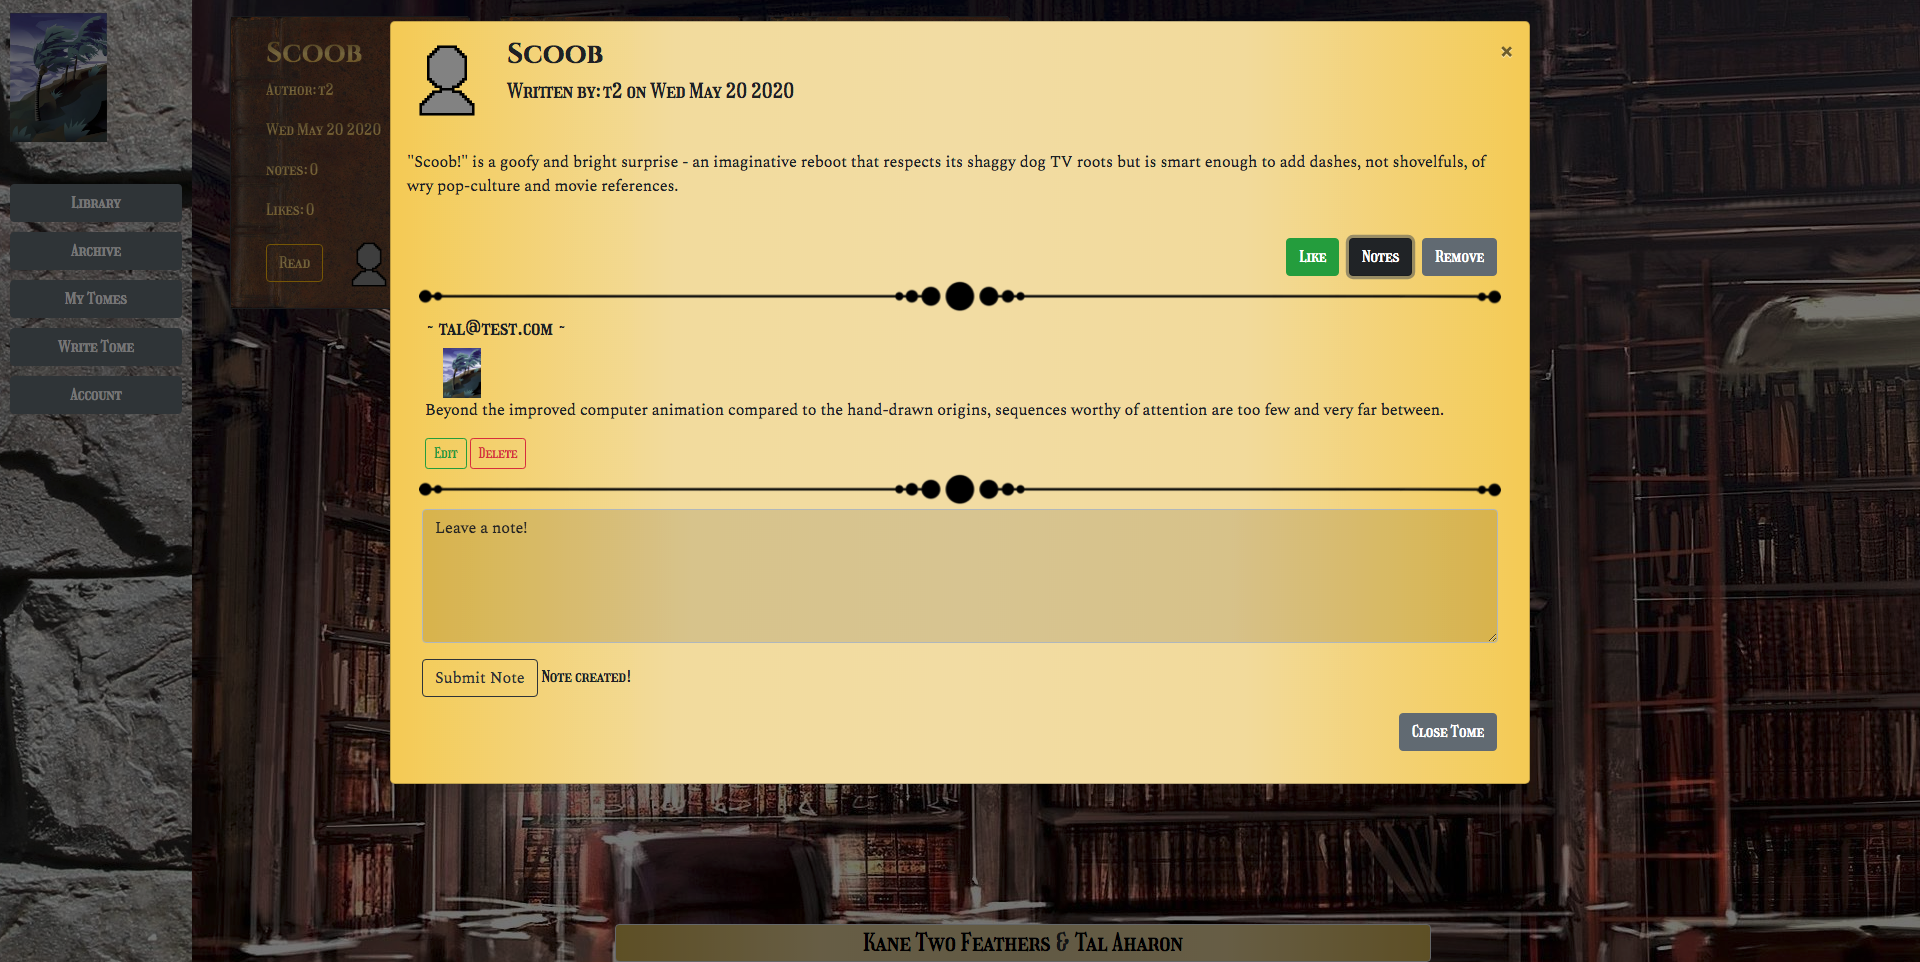 Library
Archive
My Tomes
Write Tome
Account
Scoob
Author: t2
Wed May 20 2020
notes: 0
Likes: 0
Read
Scoob
×
Written by: t2 on Wed May 20 2020
"Scoob!" is a goofy and bright surprise - an imaginative reboot that respects its shaggy dog TV roots but is smart enough to add dashes, not shovelfuls, of
wry pop-culture and movie references.
Like Notes Remove
~ tal@test.com ~
Beyond the improved computer animation compared to the hand-drawn origins, sequences worthy of attention are too few and very far between.
Edit Delete
Leave a note!
Submit Note Note created!
Close Tome
Kane Two Feathers & Tal Aharon